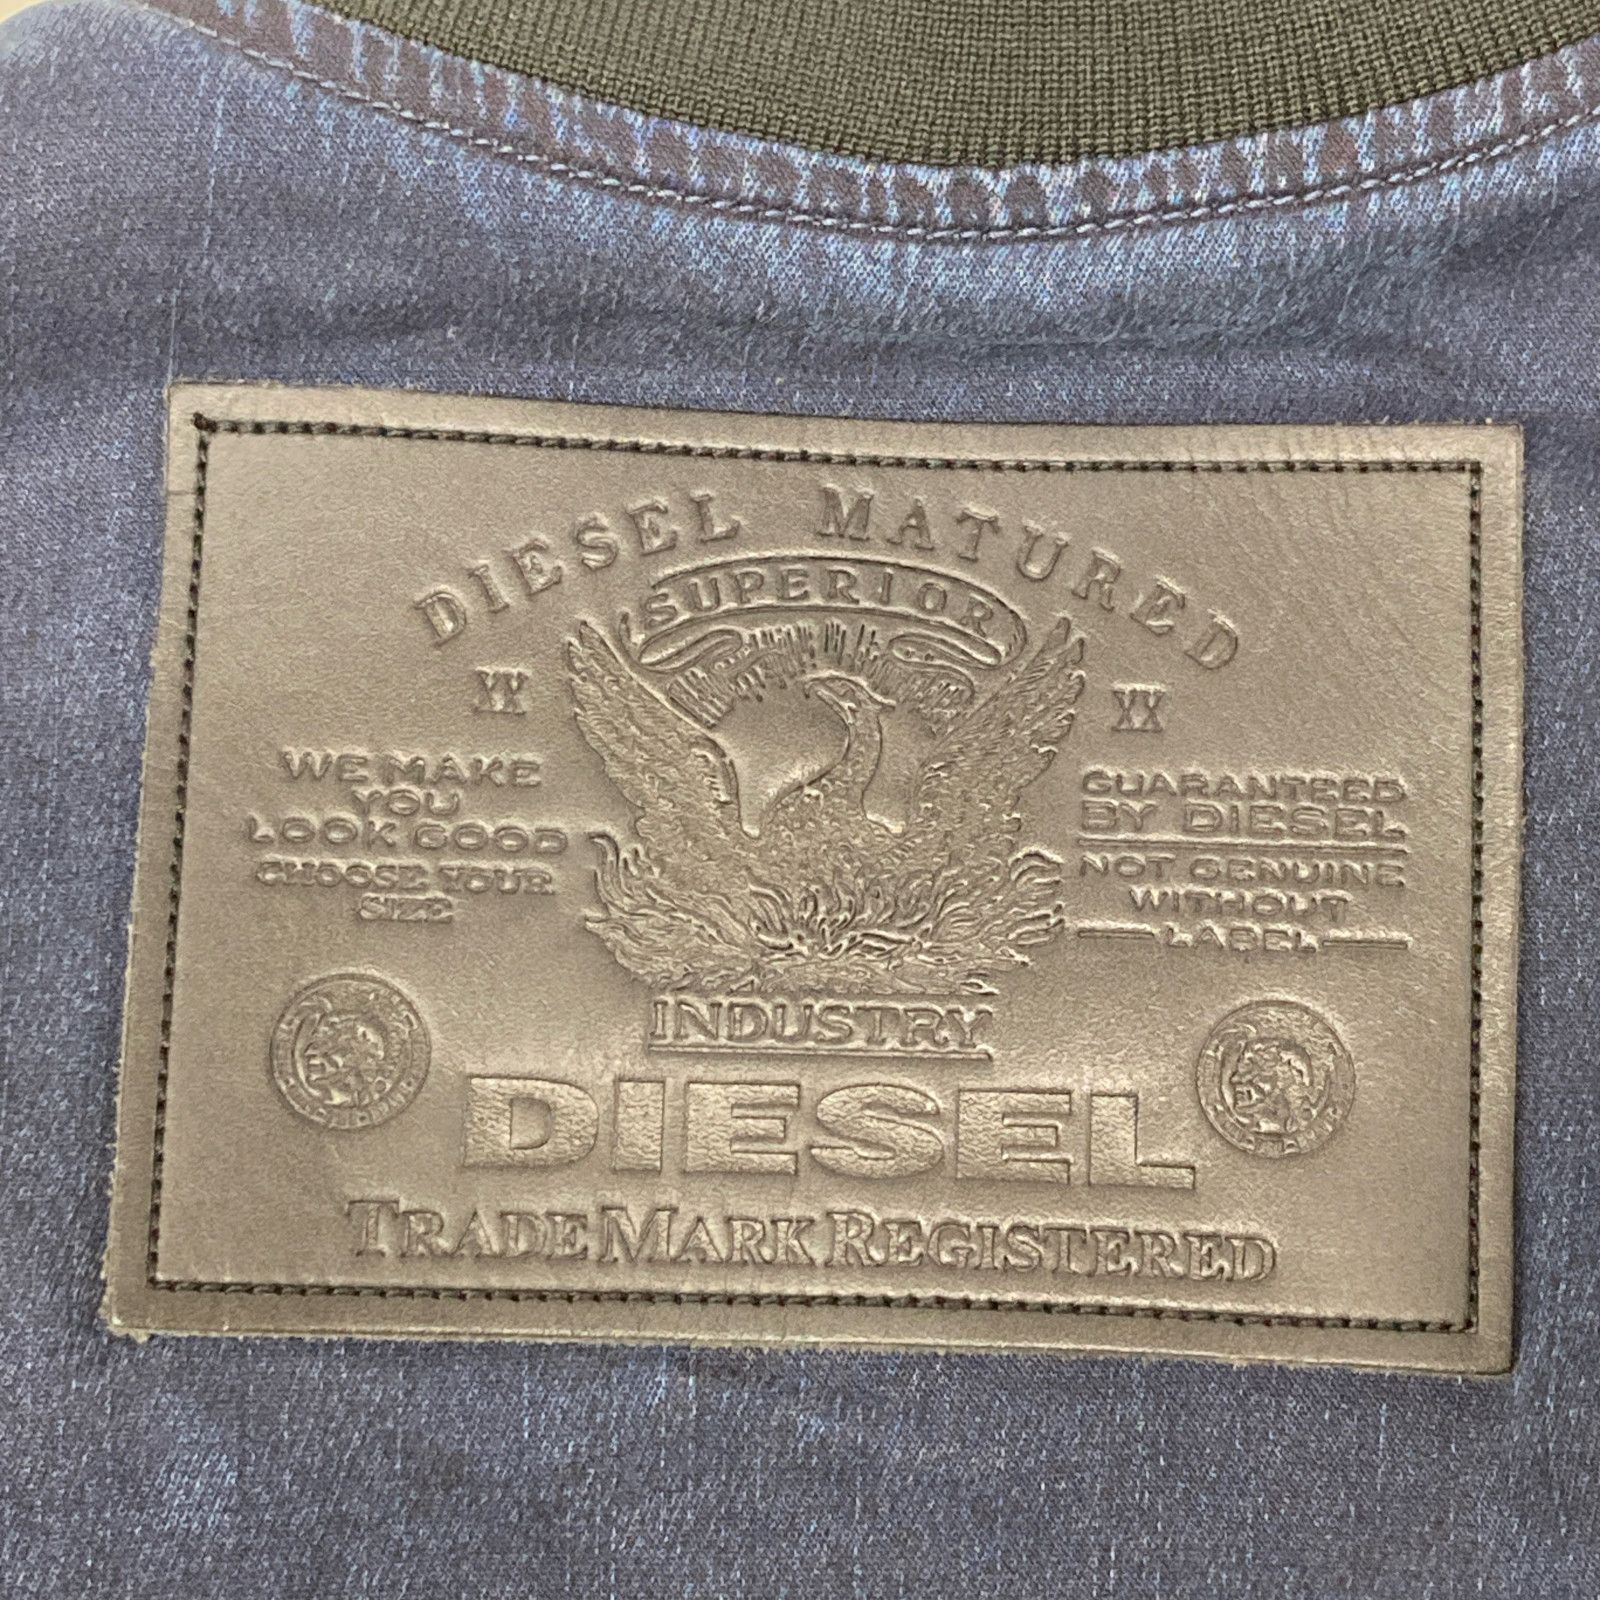 DIESEL MATURED
SUPERIOR
XX
XX
WE MAKE
YOU
LOOK GOOD
CHOOSE YOUR
SIZE
GUARANTEED
BY DIESEL
NOT GENUINE
WITHOUT
LABEL
INDUSTRY
DIESEL
TRADE MARK REGISTERED